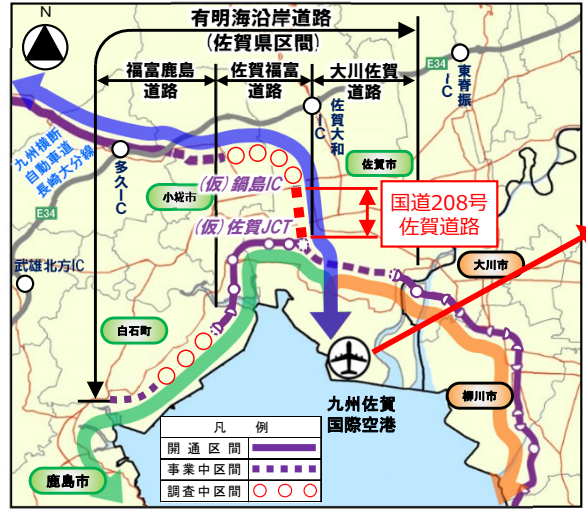 N
有明海沿岸道路
(佐賀県区間)
福富鹿島
道路
佐賀福富
道路
大川佐賀
道路
E34
東脊振
IC
佐賀大和
IC
九州横断
自動車道
長崎大分線
多久IC
佐賀市
小城市
(仮)鍋島IC
国道208号
佐賀道路
E34
(仮)佐賀JCT
武雄北方IC
大川市
白石町
柳川市
九州佐賀
国際空港
鹿島市
凡 例
開通区間
事業中区間
調査中区間